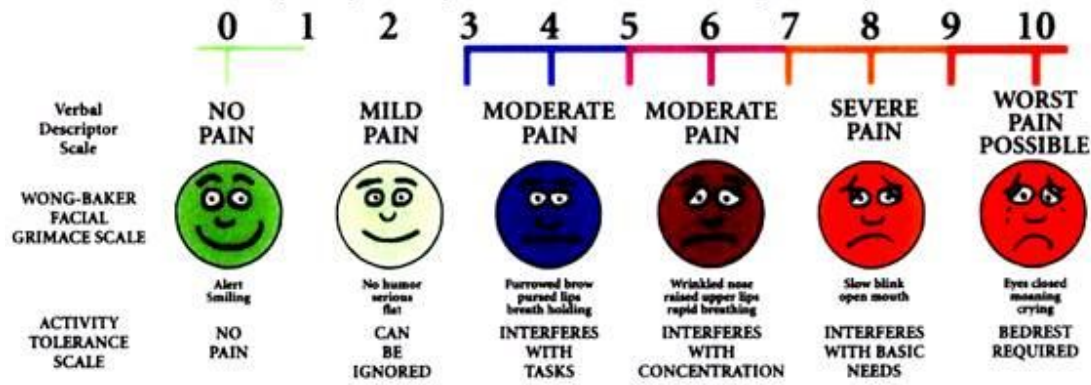 0 1 2 3 4 5 6 7 8 9 10
Verbal
Descriptor
Scale
NO
PAIN
MILD
PAIN
MODERATE
PAIN
MODERATE
PAIN
SEVERE
PAIN
WORST
PAIN
POSSIBLE
WONG-BAKER
FACIAL
GRIMACE SCALE
Alert
Smiling
No humor
serious
flat
Furrowed brow
pursed lips
breath holding
Wrinkled nose
raised upper lips
rapid breathing
Slow blink
open mouth
Eyes closed
moaning
crying
ACTIVITY
TOLERANCE
SCALE
NO
PAIN
CAN
BE
IGNORED
INTERFERES
WITH
TASKS
INTERFERES
WITH
CONCENTRATION
INTERFERES
WITH BASIC
NEEDS
BEDREST
REQUIRED